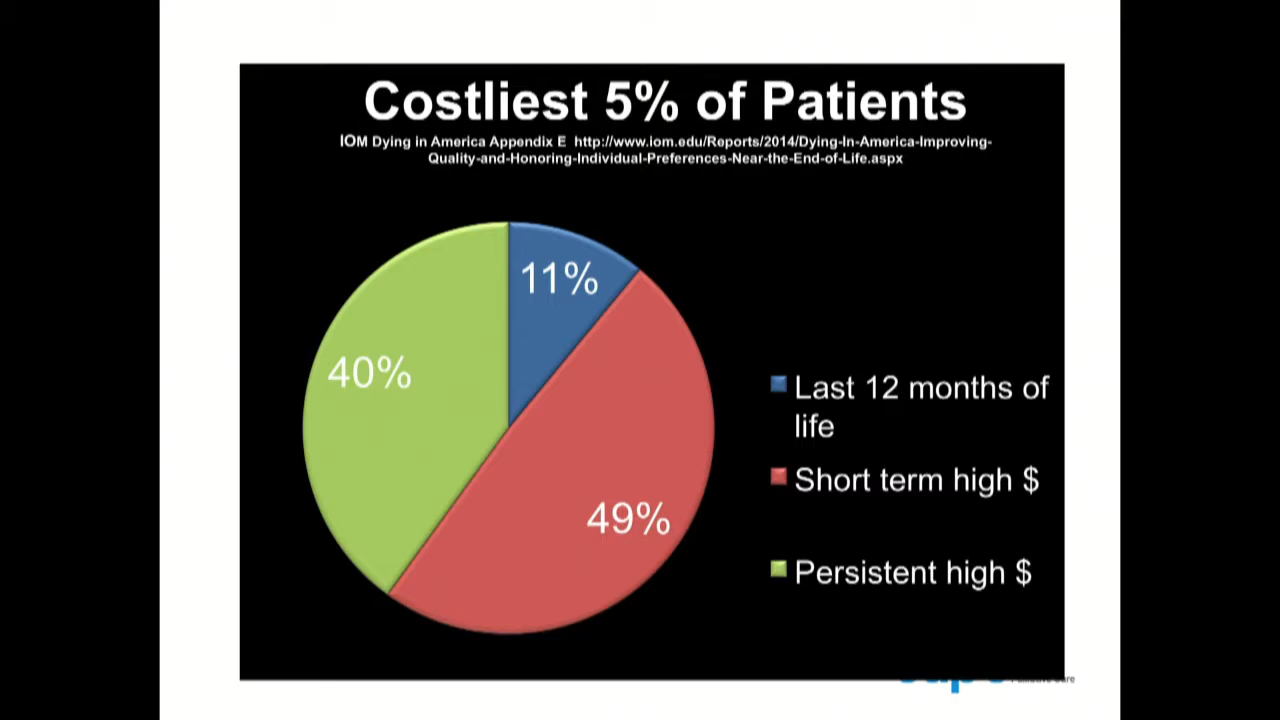 Costliest 5% of Patients
IOM Dying in America Appendix E http://www.iom.edu/Reports/2014/Dying-In-America-Improving-
Quality-and-Honoring-Individual-Preferences-Near-the-End-of-Life.aspx
11%
40%
49%
Last 12 months of
life
Short term high $
Persistent high $